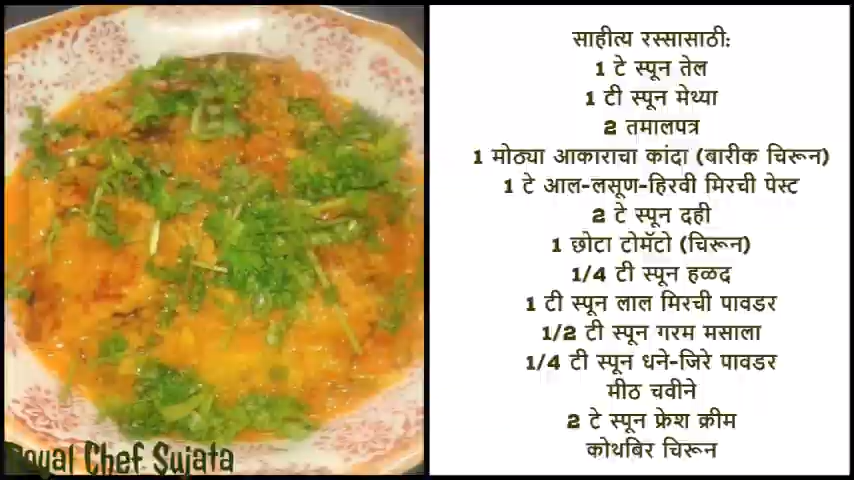 साहीत्य रस्सासाठी:
1 टे स्पून तेल
1 टी स्पून मेथ्या
2 तमालपत्र
1 मोठ्या आकाराचा कांदा (बारीक चिरून)
1 टे आल-लसूण-हिरवी मिरची पेस्ट
2 टे स्पून दही
1 छोटा टोमॅटो (चिरून)
1/4 टी स्पून हळद
1 टी स्पून लाल मिरची पावडर
1/2 टी स्पून गरम मसाला
1/4 टी स्पून धने-जिरे पावडर
मीठ चवीने
2 टे स्पून फ्रेश क्रीम
कोथबिर चिरून
Royal Chef Sujata